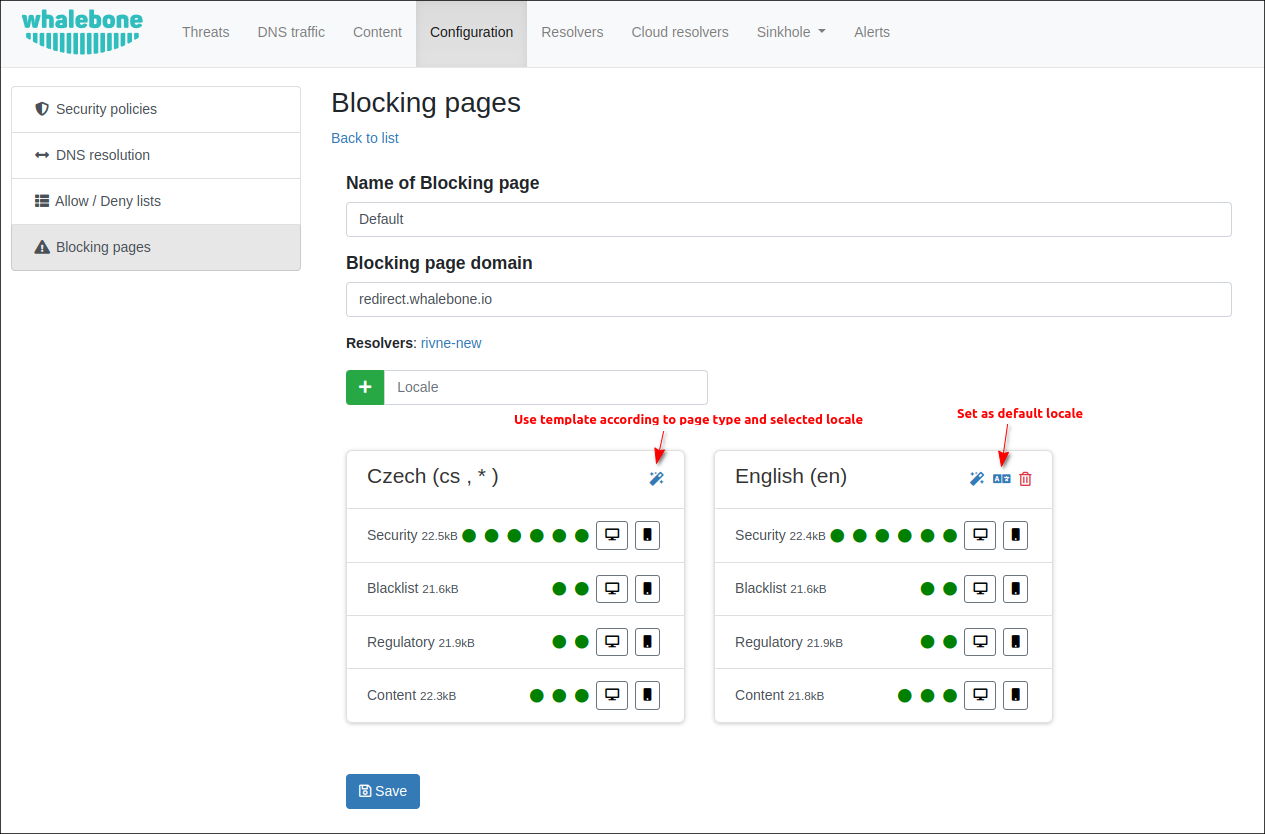 whalebone
Threats DNS traffic Content Configuration Resolvers Cloud resolvers Sinkhole Alerts
Security policies
DNS resolution
Allow / Deny lists
Blocking pages
Blocking pages
Back to list
Name of Blocking page
Default
Blocking page domain
redirect.whalebone.io
Resolvers: rivne-new
+ Locale
Use template according to page type and selected locale
Set as default locale
Czech (cs , * )
Security 22.5kB
Blacklist 21.6kB
Regulatory 21.9kB
Content 22.3kB
English (en)
Security 22.4kB
Blacklist 21.6kB
Regulatory 21.9kB
Content 21.8kB
Save